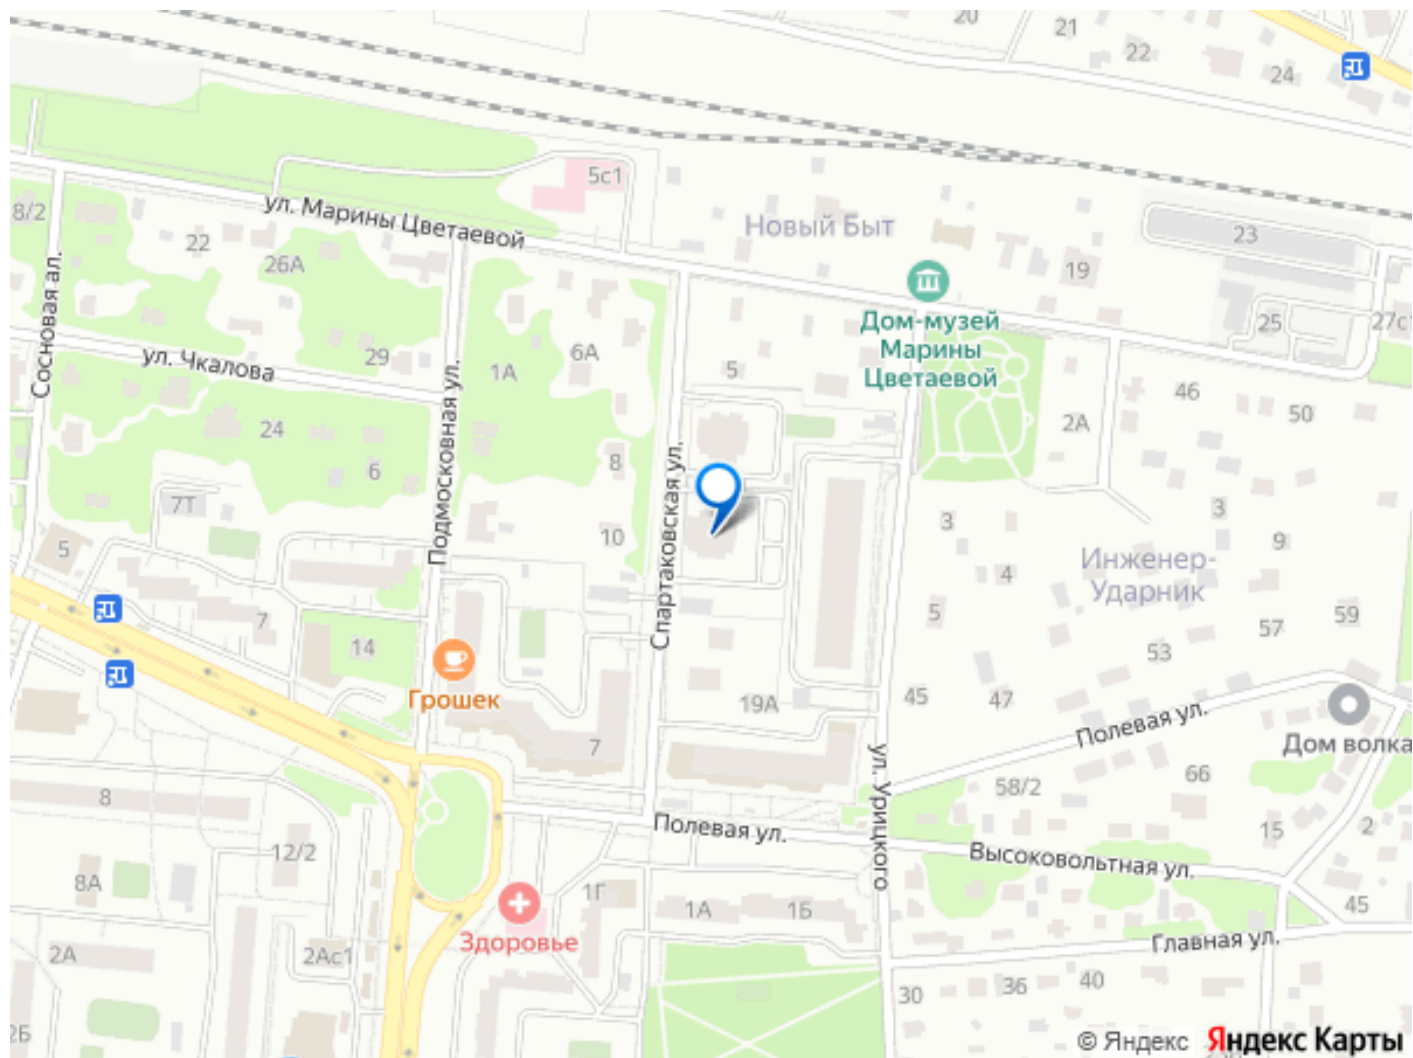 20
21
22
24
5с1
ул. Марины Цветаевой
Новый Быт
8/2
22
26А
23
19
Сосновая ал.
Дом-музей
Марины
Цветаевой
25
27с1
ул. Чкалова
29
6А
1А
5
Подмосковная ул.
46
50
2А
24
6
8
7Т
Спартаковская ул.
10
5
3
3
9
Инженер-
Ударник
4
5
7
14
59
57
53
Грошек
45
47
19А
7
Полевая ул.
Дом волка
ул. Урицкого
66
58/2
8
Полевая ул.
15
2
12/2
Высоковольтная ул.
8А
1Г
1А
1Б
45
Здоровье
2А
2Ас1
Главная ул.
30
36
40
2Б
© Яндекс Яндекс Карты